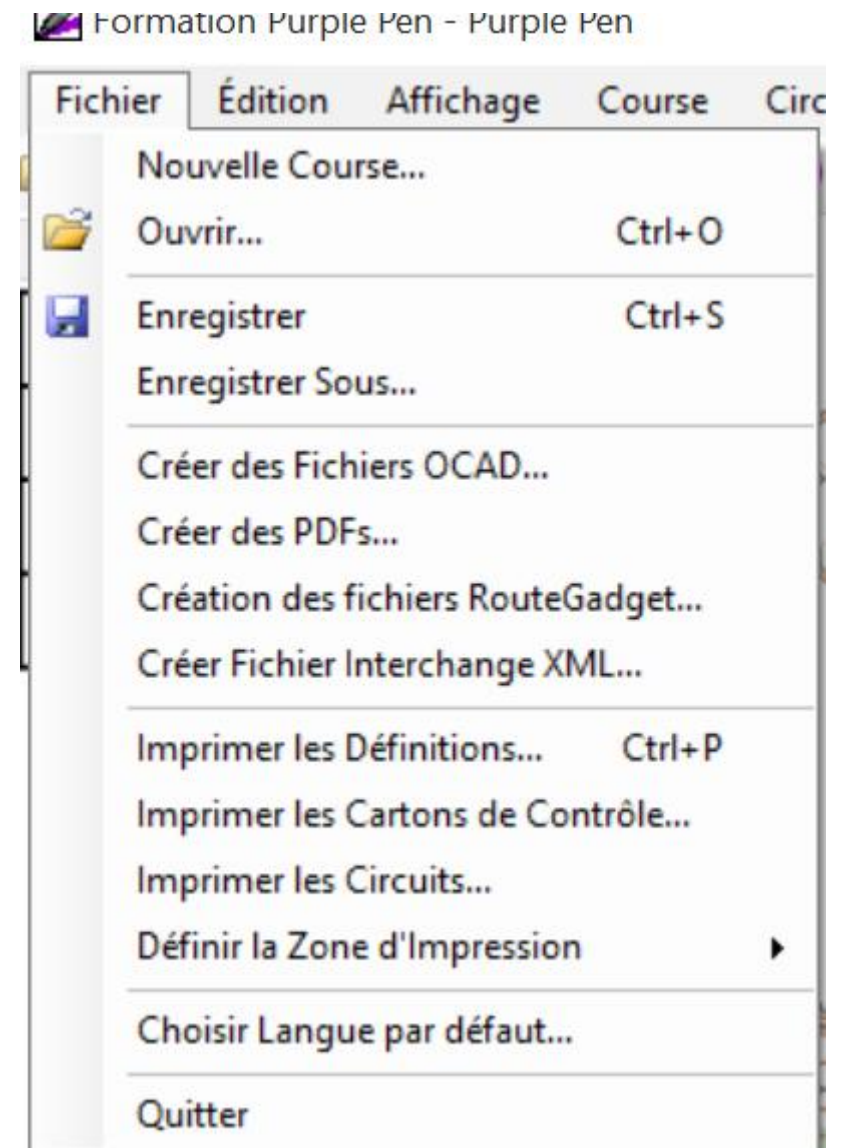 Formation Purple Pen - Purple Pen
Fichier Édition Affichage Course Circ
Nouvelle Course...
Ouvrir... Ctrl+O
Enregistrer Ctrl+S
Enregistrer Sous...
Créer des Fichiers OCAD...
Créer des PDFs...
Création des fichiers RouteGadget...
Créer Fichier Interchange XML...
Imprimer les Définitions... Ctrl+P
Imprimer les Cartons de Contrôle...
Imprimer les Circuits...
Définir la Zone d'Impression
Choisir Langue par défaut...
Quitter